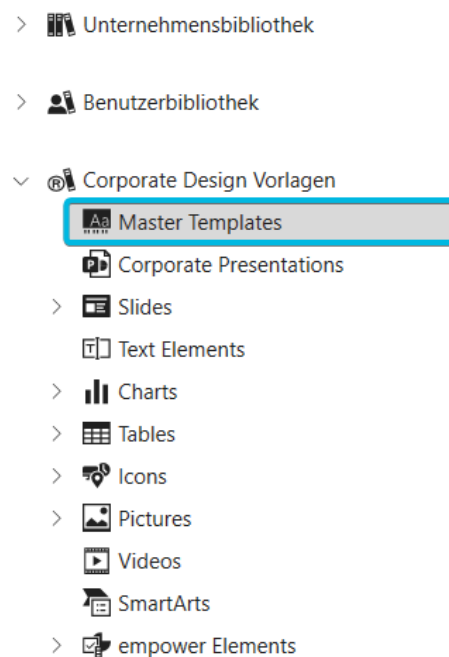 Unternehmensbibliothek
Benutzerbibliothek
Corporate Design Vorlagen
Master Templates
Corporate Presentations
Slides
Text Elements
Charts
Tables
Icons
Pictures
Videos
SmartArts
empower Elements